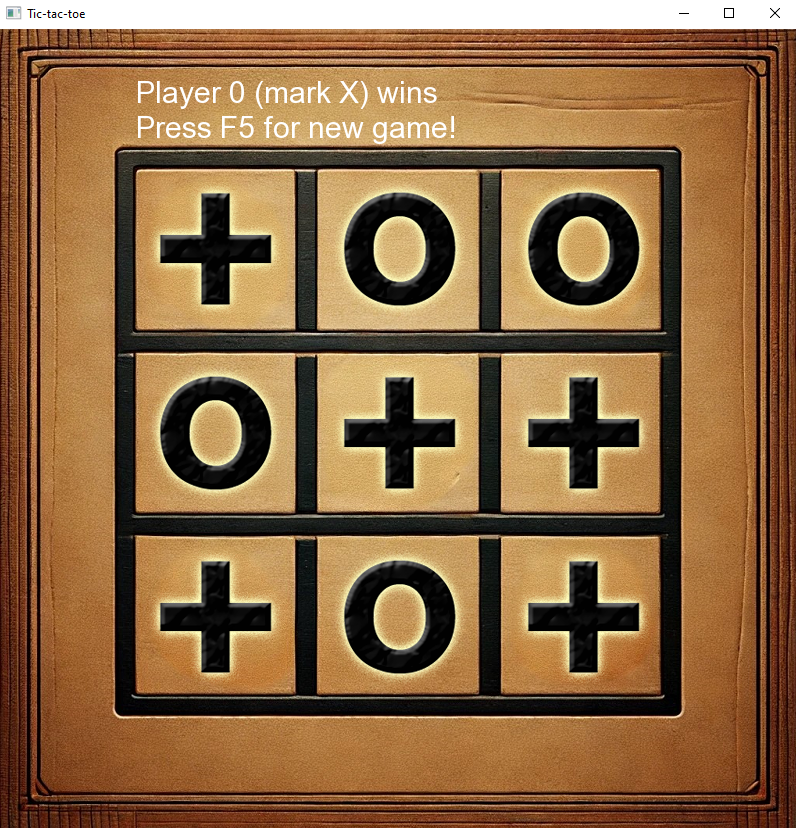 Tic-tac-toe
Player 0 (mark X) wins
Press F5 for new game!
+ O O
O + +
+ O +